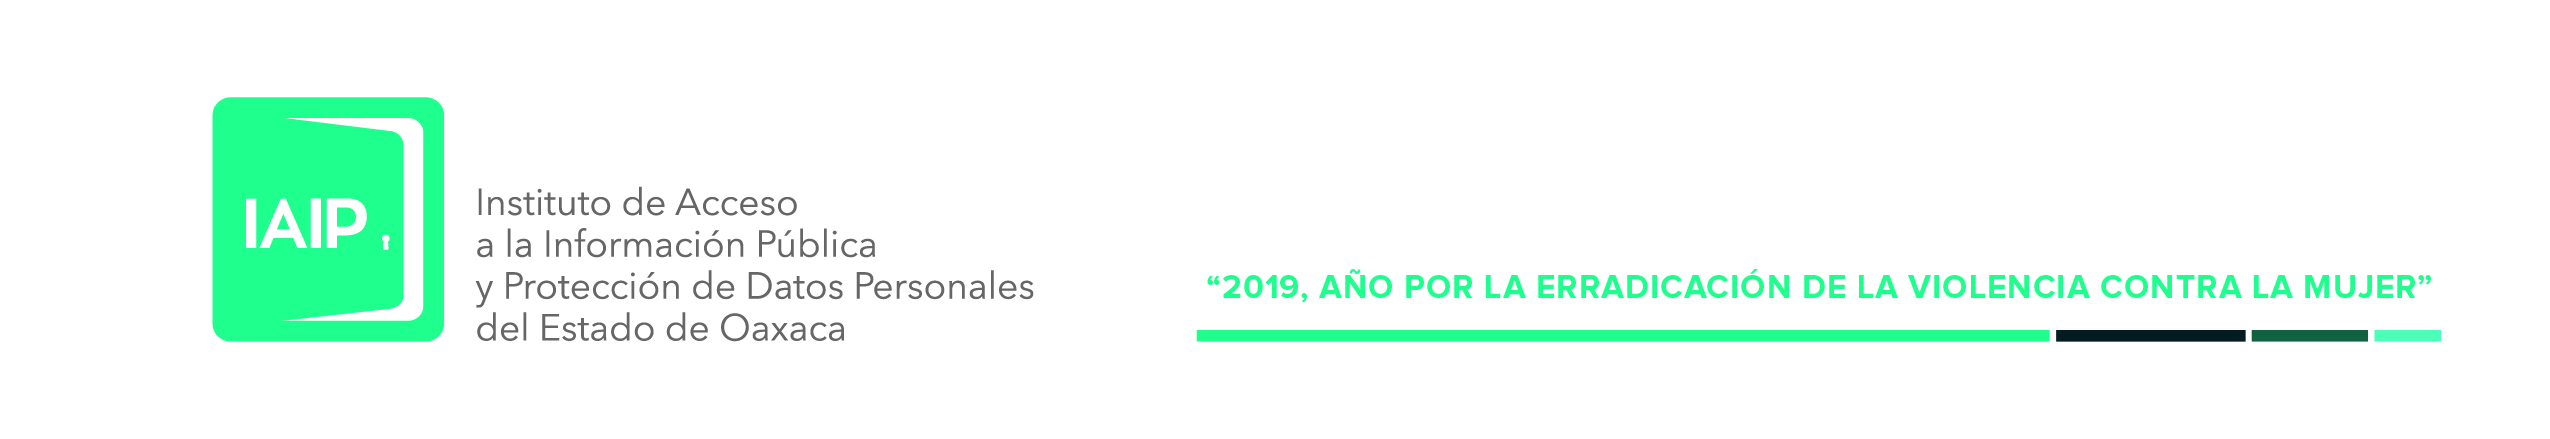 IAIP
Instituto de Acceso
a la Información Pública
y Protección de Datos Personales
del Estado de Oaxaca
“2019, AÑO POR LA ERRADICACIÓN DE LA VIOLENCIA CONTRA LA MUJER”